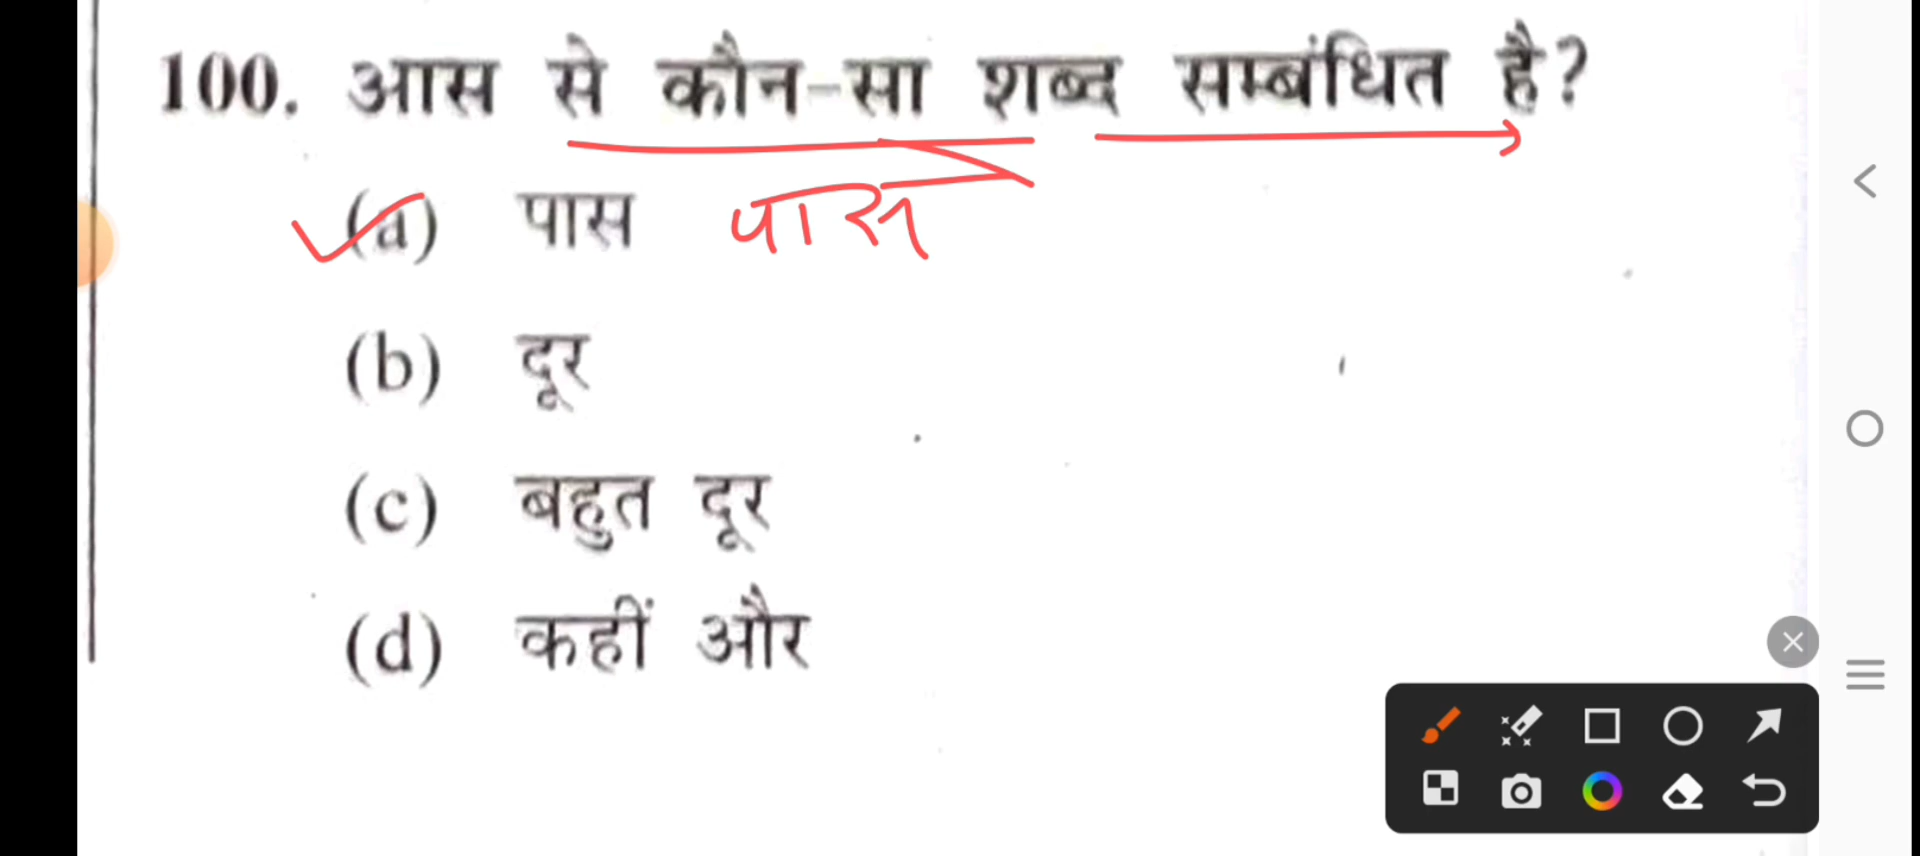 100. आस से कौन-सा शब्द सम्बंधित है?
(a) पास पास
(b) दूर
(c) बहुत दूर
(d) कहीं और